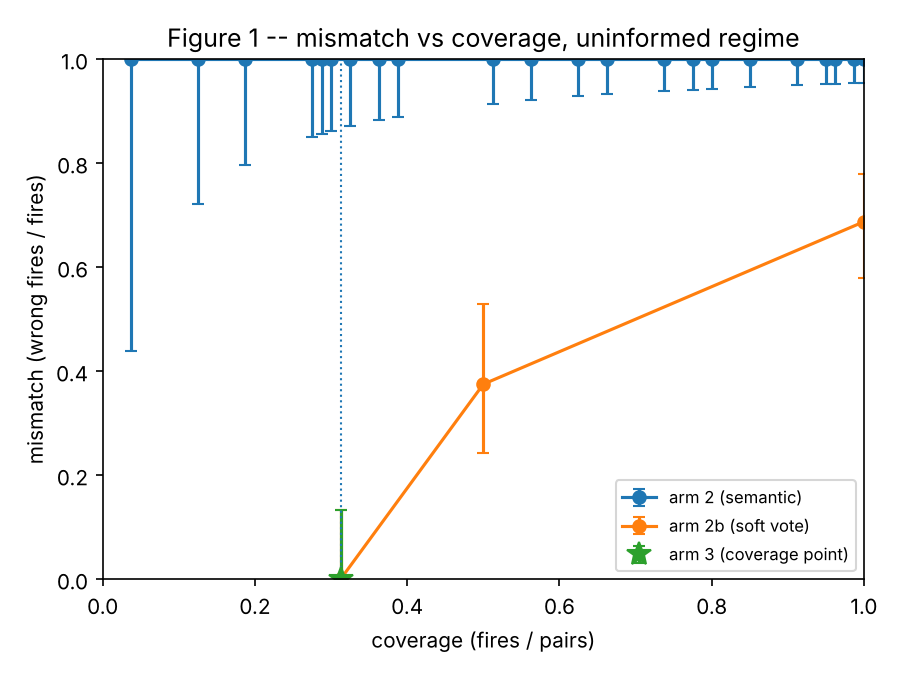 Figure 1 -- mismatch vs coverage, uninformed regime
mismatch (wrong fires / fires)
1.0
0.8
0.6
0.4
0.2
0.0
0.0 0.2 0.4 0.6 0.8 1.0
coverage (fires / pairs)
arm 2 (semantic)
arm 2b (soft vote)
arm 3 (coverage point)